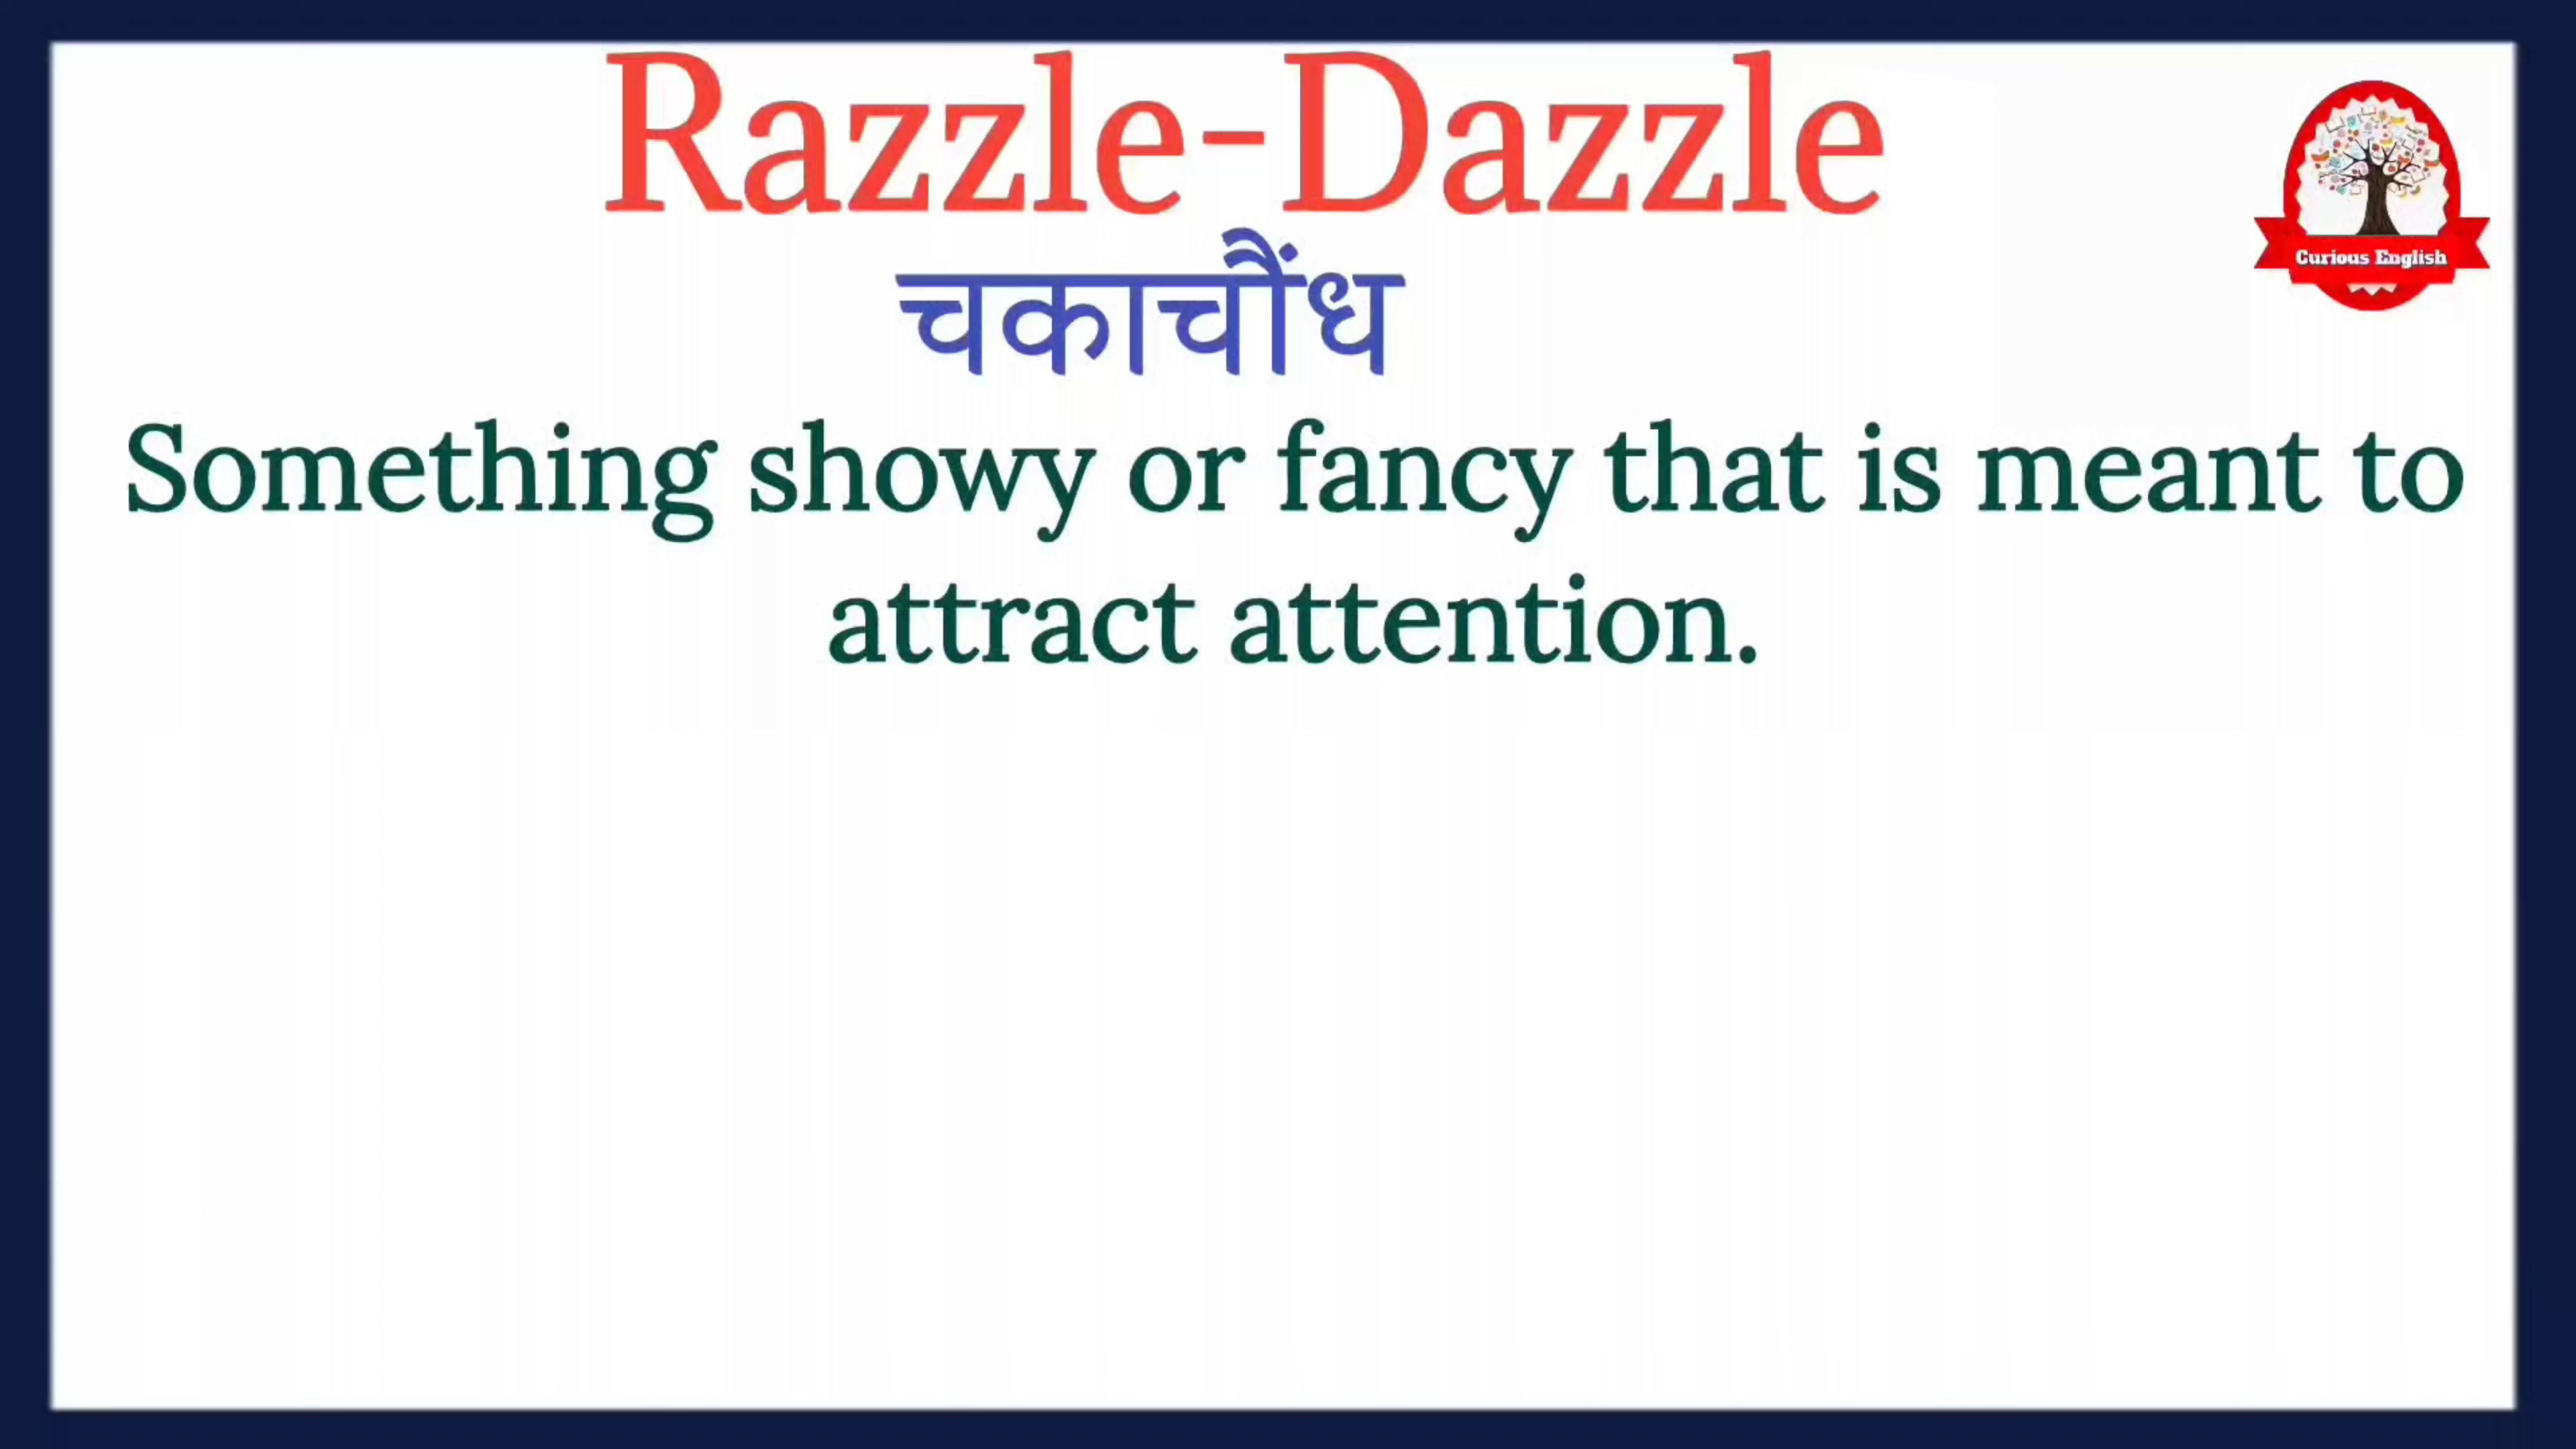 Razzle-Dazzle
चकाचौंध
Curious English
Something showy or fancy that is meant to
attract attention.